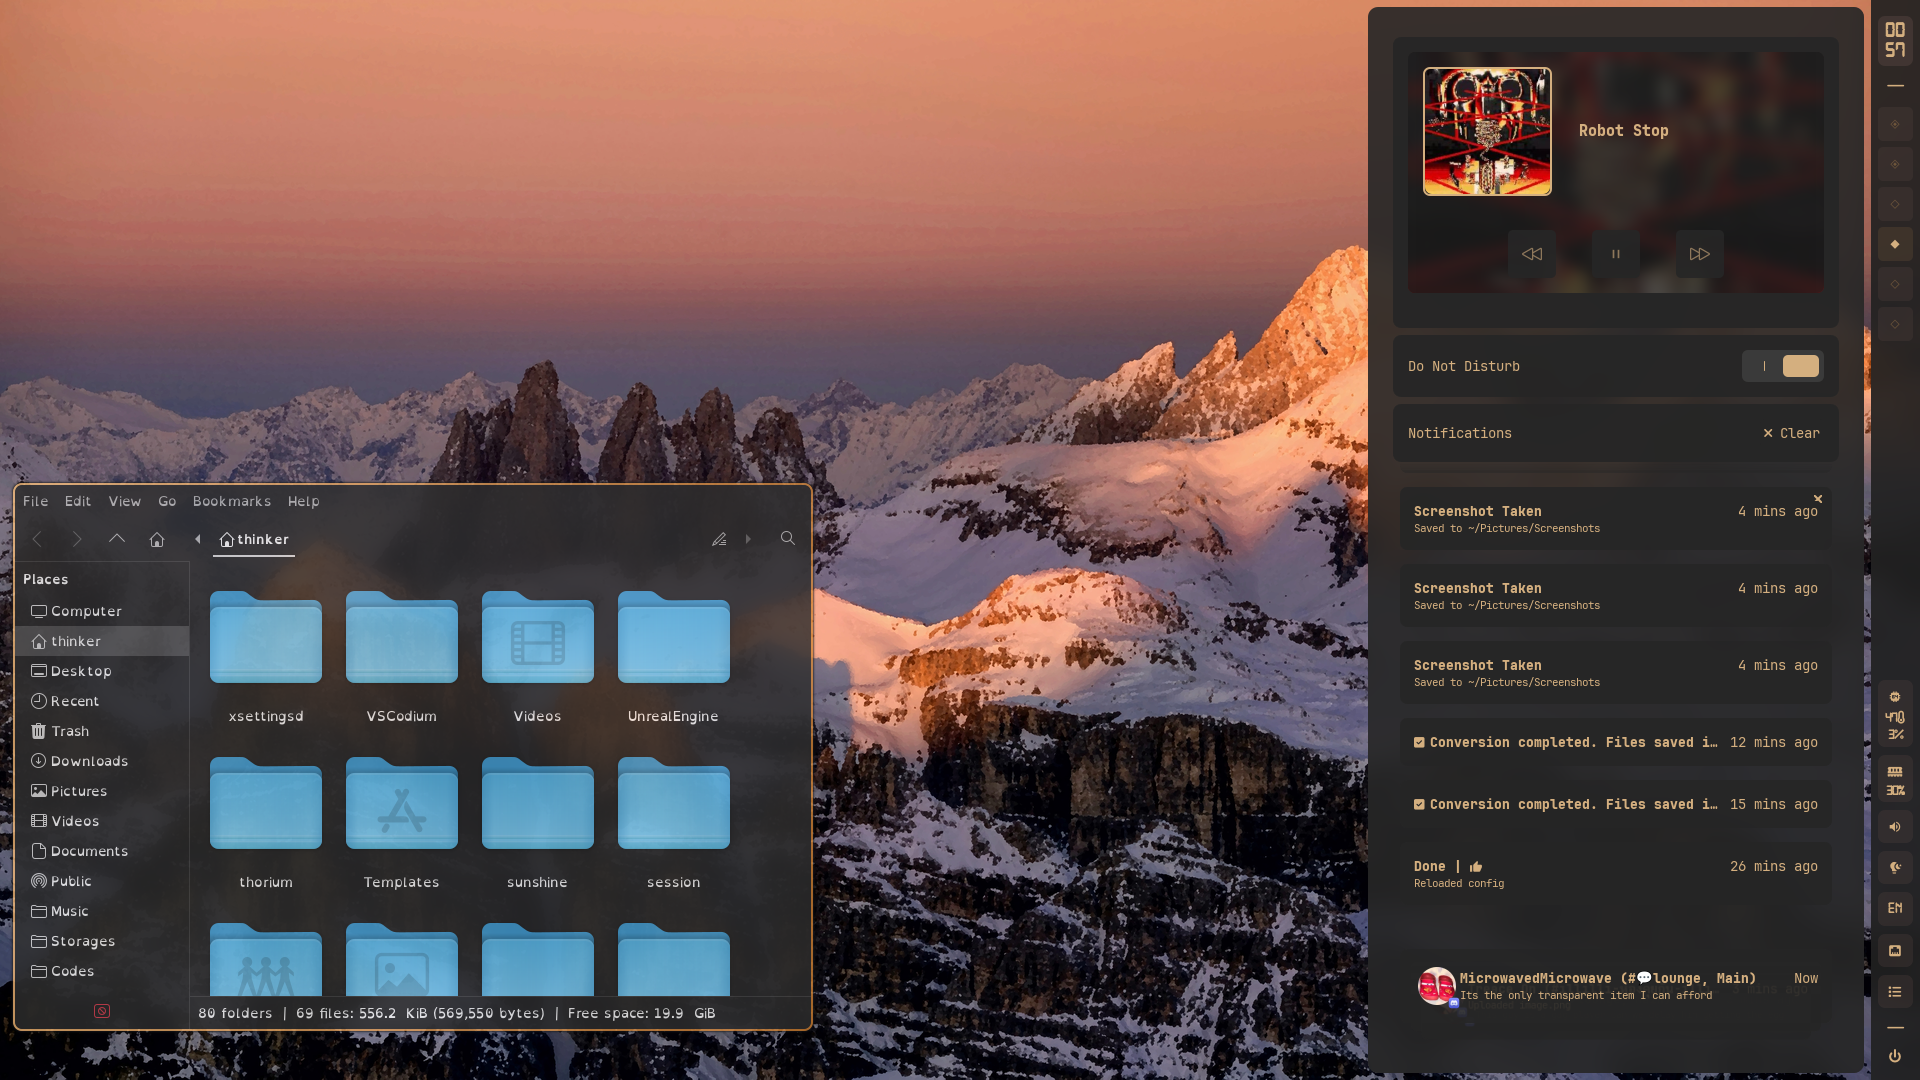 File Edit View Go Bookmarks Help
thinker
Places
Computer
thinker
Desktop
Recent
Trash
Downloads
Pictures
Videos
Documents
Public
Music
Storages
Codes
xsettingsd VSCodium Videos UnrealEngine
thorium Templates sunshine session
80 folders | 69 files: 556.2 KiB (569,550 bytes) | Free space: 19.9 GiB
Robot Stop
Do Not Disturb
Notifications Clear
Screenshot Taken 4 mins ago
Saved to ~/Pictures/Screenshots
Screenshot Taken 4 mins ago
Saved to ~/Pictures/Screenshots
Screenshot Taken 4 mins ago
Saved to ~/Pictures/Screenshots
Conversion completed. Files saved i… 12 mins ago
Conversion completed. Files saved i… 15 mins ago
Done | 26 mins ago
Reloaded config
MicrowavedMicrowave (#💬lounge, Main) Now
Its the only transparent item I can afford
00
57
3%
30%
EN